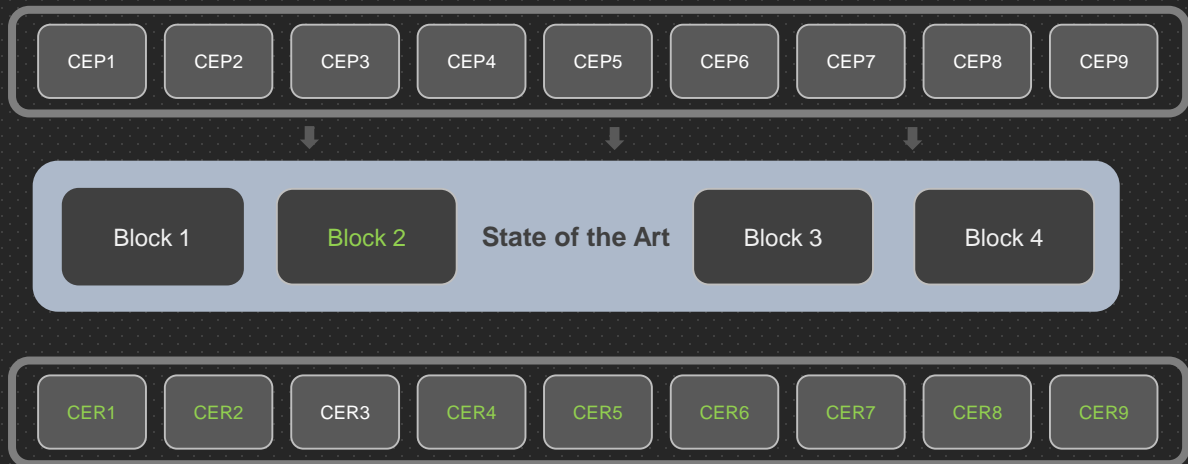 CEP1 CEP2 CEP3 CEP4 CEP5 CEP6 CEP7 CEP8 CEP9
Block 1 Block 2 State of the Art Block 3 Block 4
CER1 CER2 CER3 CER4 CER5 CER6 CER7 CER8 CER9